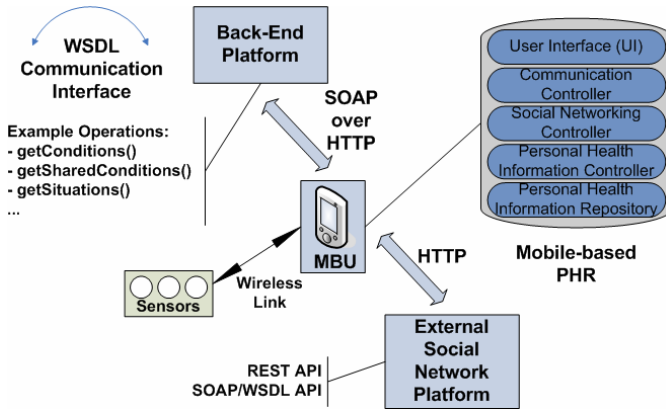 WSDL
Communication
Interface
Back-End
Platform
Example Operations:
- getConditions()
- getSharedConditions()
- getSituations()
...
SOAP
over
HTTP
User Interface (UI)
Communication
Controller
Social Networking
Controller
Personal Health
Information Controller
Personal Health
Information Repository
Mobile-based
PHR
MBU
HTTP
Wireless
Link
Sensors
External
Social
Network
Platform
REST API
SOAP/WSDL API